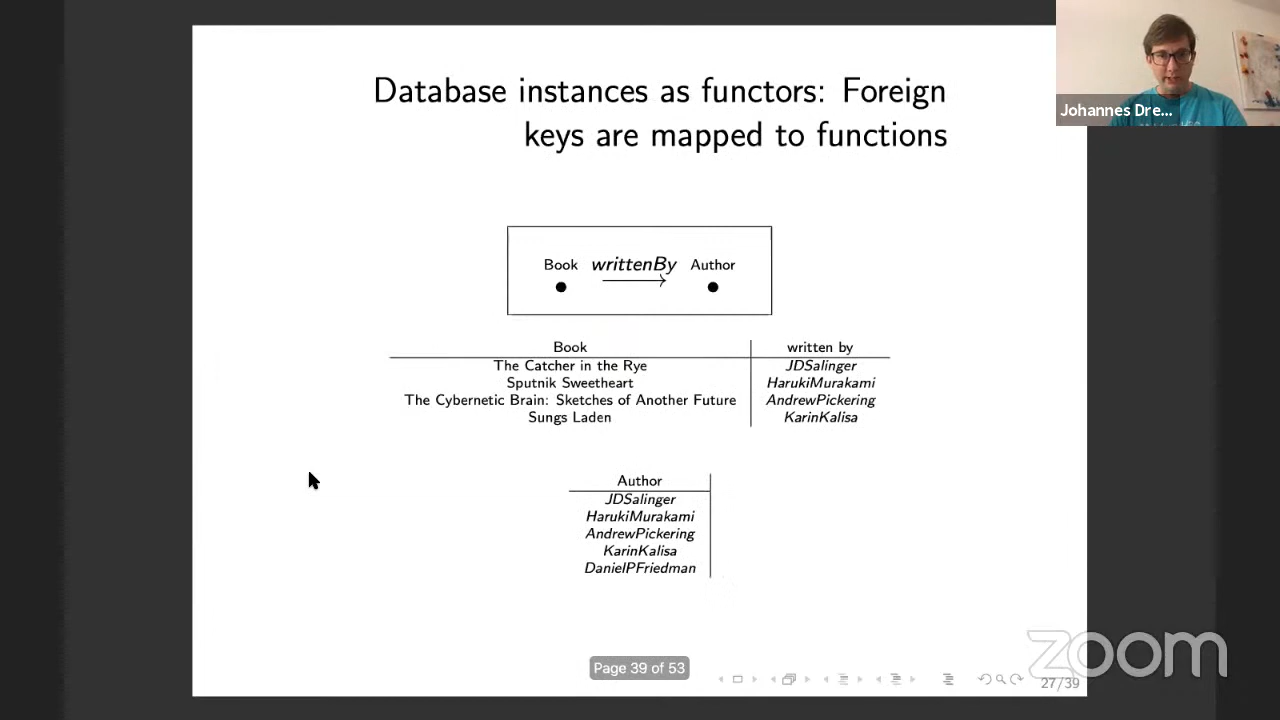 Database instances as functors: Foreign
keys are mapped to functions
Johannes Dre...
Book writtenBy Author
Book written by
The Catcher in the Rye JDSalinger
Sputnik Sweetheart HarukiMurakami
The Cybernetic Brain: Sketches of Another Future AndrewPickering
Sungs Laden KarinKalisa
Author
JDSalinger
HarukiMurakami
AndrewPickering
KarinKalisa
DanielPFriedman
Page 39 of 53
zoom
27/39